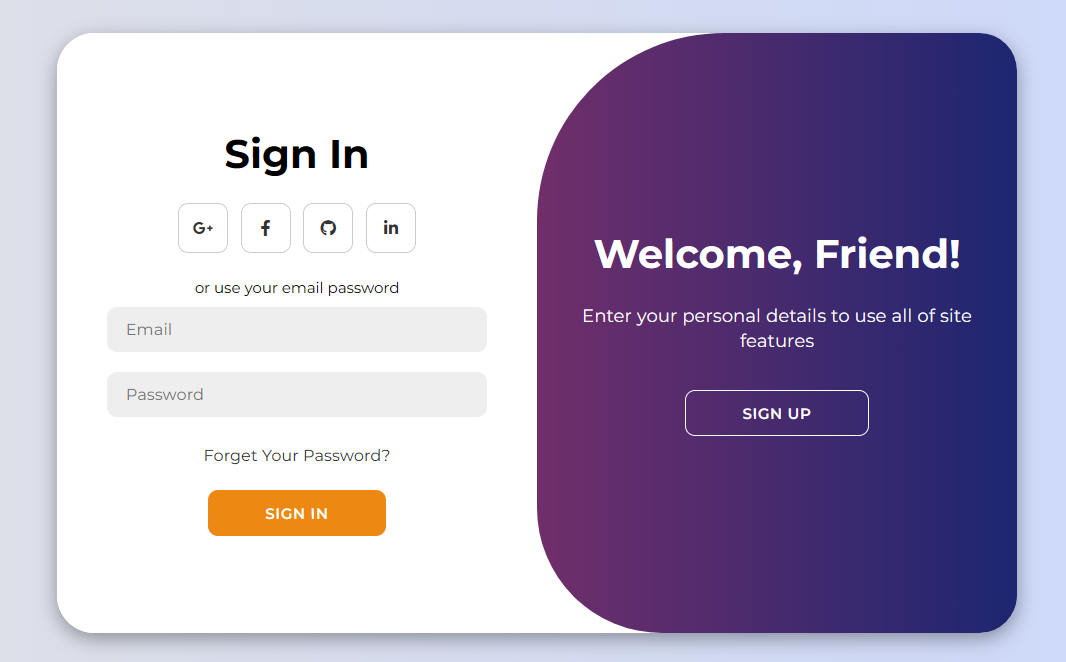 Sign In
G+
f
in
or use your email password
Email
Password
Forget Your Password?
SIGN IN
Welcome, Friend!
Enter your personal details to use all of site
features
SIGN UP